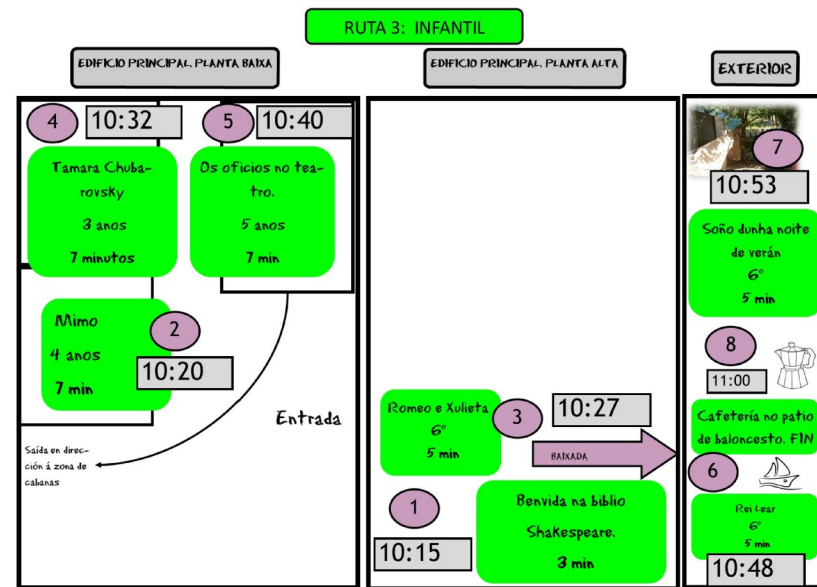 RUTA 3: INFANTIL
EDIFICIO PRINCIPAL. PLANTA BAIXA
4
10:32
5
10:40
Tamara Chuba-
rovsky
3 anos
7 minutos
Os oficios no tea-
tro.
5 anos
7 min
Mimo
4 anos
7 min
2
10:20
Entrada
Saída en direc-
ción á zona de
cabanas
EDIFICIO PRINCIPAL. PLANTA ALTA
Romeo e Xulieta
6º
5 min
3
10:27
BAIXADA
1
10:15
Benvida na biblio
Shakespeare.
3 min
EXTERIOR
7
10:53
Soño dunha noite
de verán
6º
5 min
8
11:00
Cafetería no patio
de baloncesto. FIN
6
Rei Lear
6º
5 min
10:48